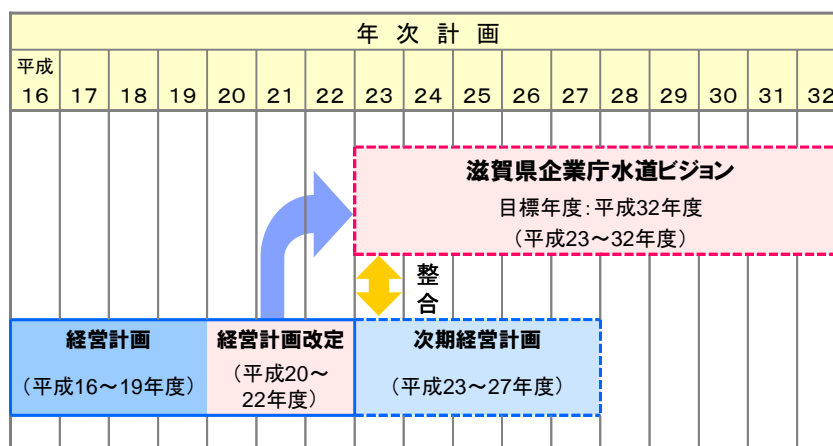 年次計画
平成
16 17 18 19 20 21 22 23 24 25 26 27 28 29 30 31 32
滋賀県企業庁水道ビジョン
目標年度：平成32年度
（平成23～32年度）
整
合
経営計画
（平成16～19年度）
経営計画改定
（平成20～
22年度）
次期経営計画
（平成23～27年度）